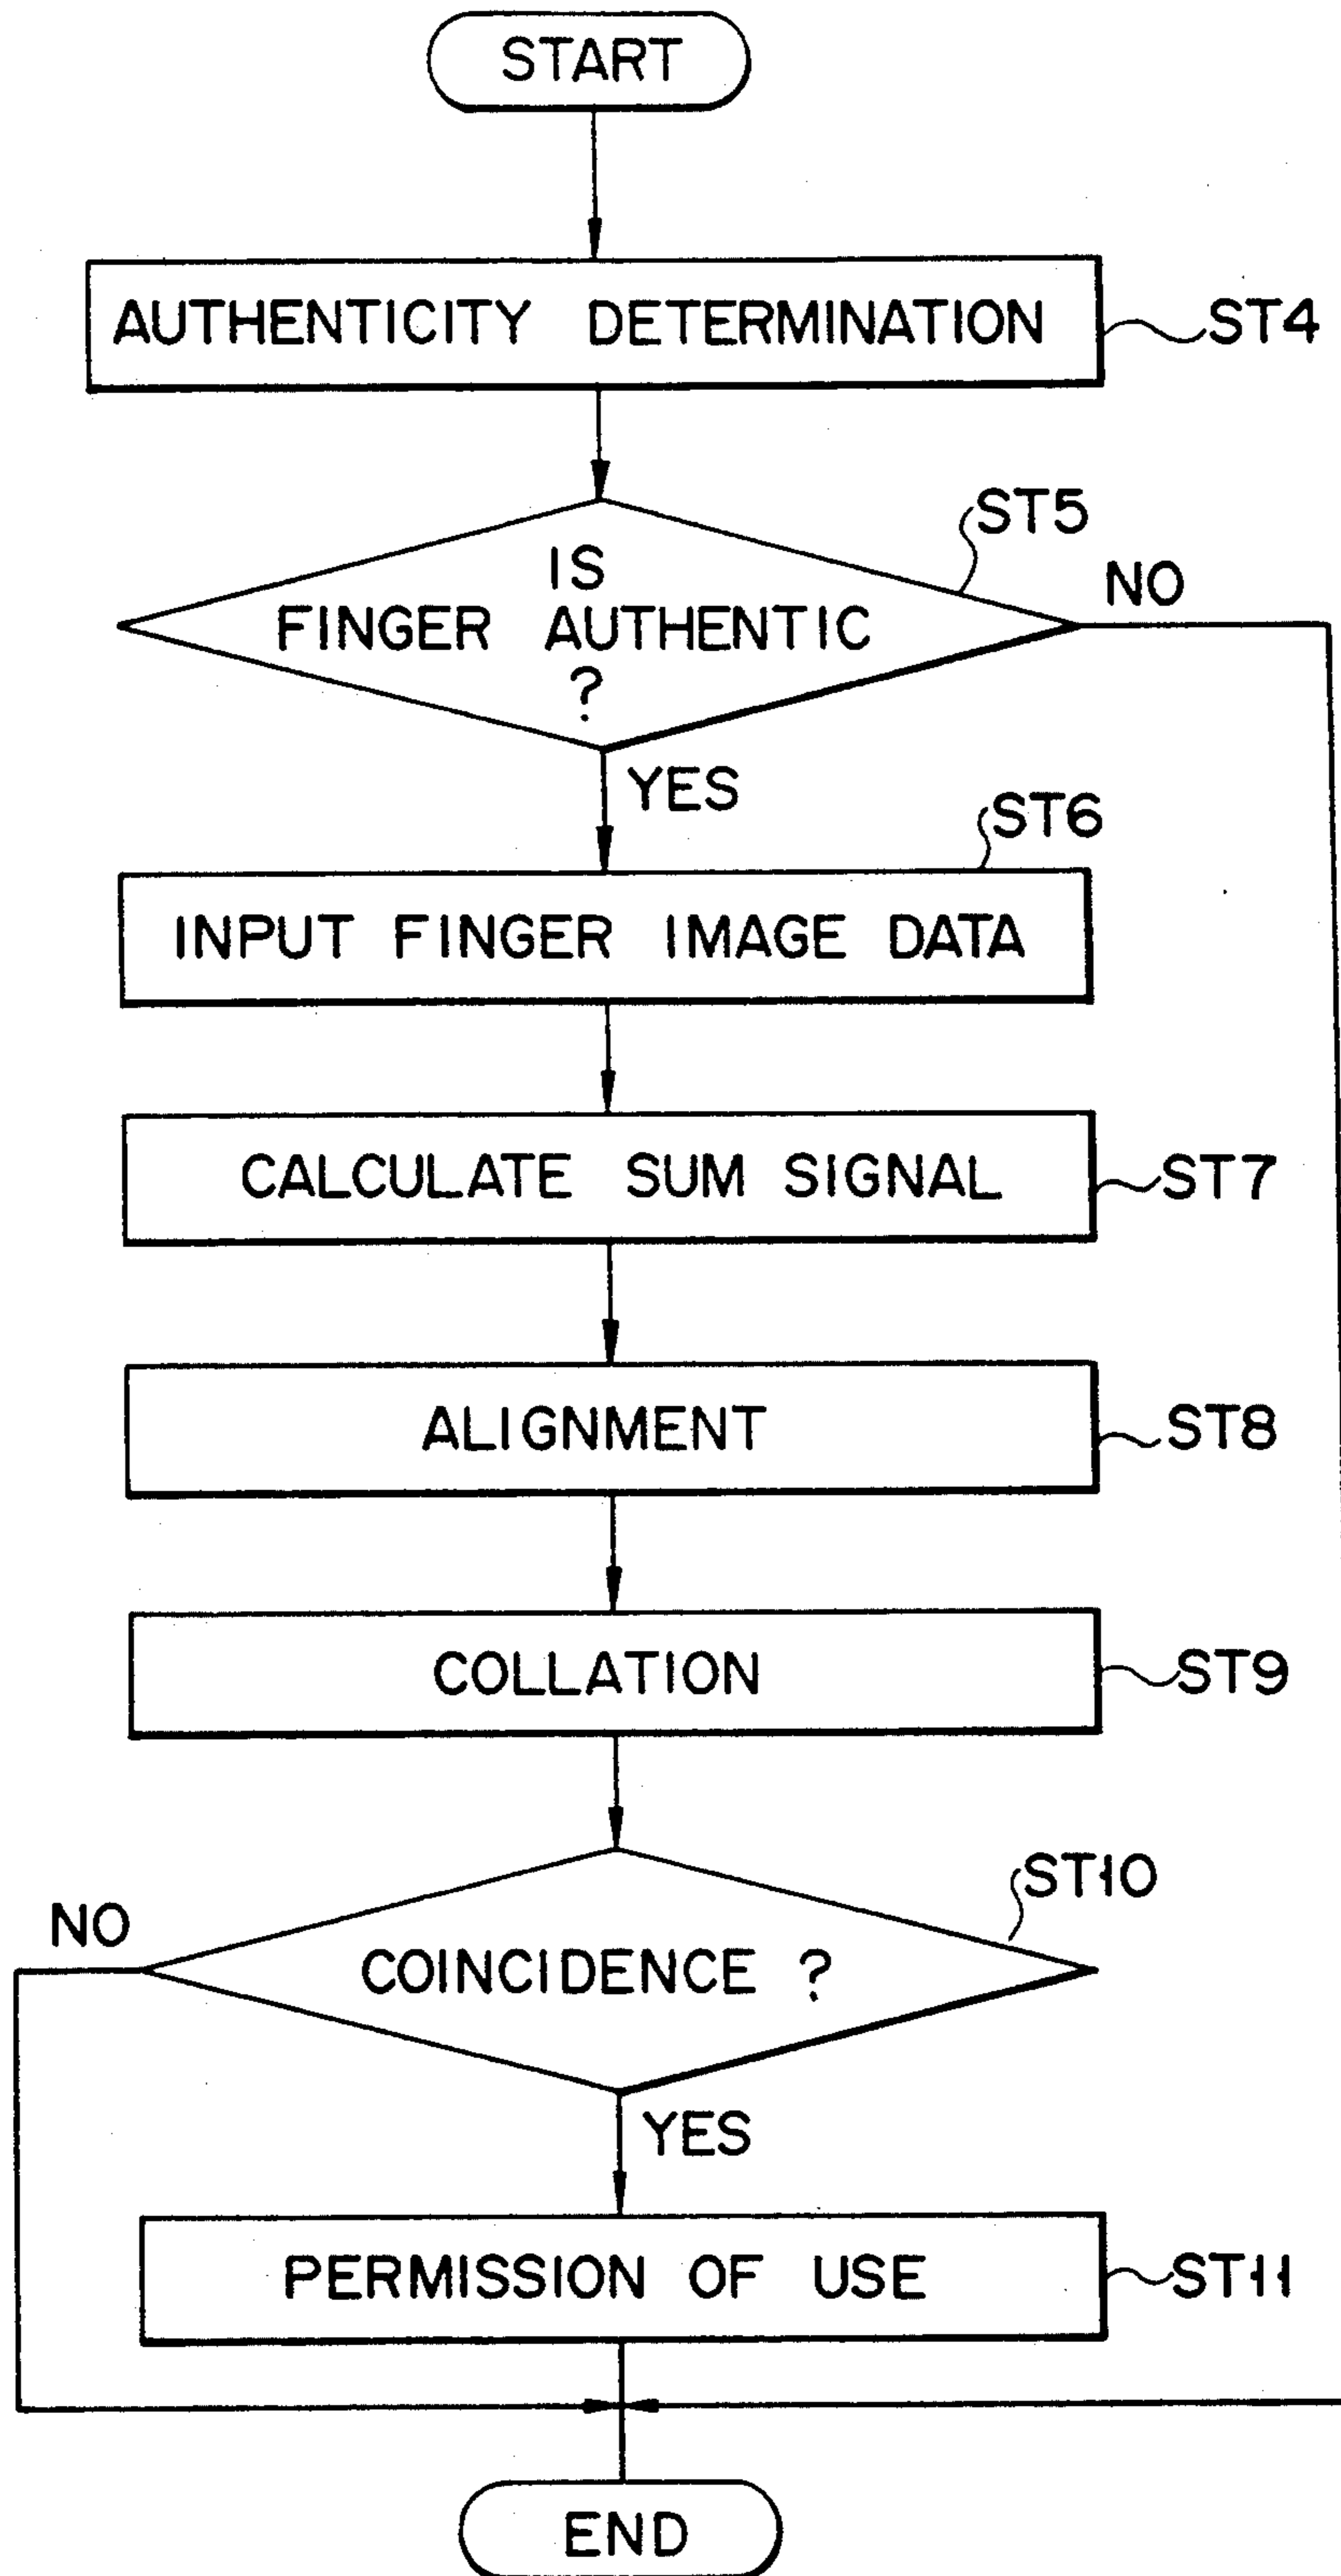 START
AUTHENTICITY DETERMINATION
ST4
ST5
IS
FINGER AUTHENTIC
?
NO
YES
ST6
INPUT FINGER IMAGE DATA
CALCULATE SUM SIGNAL
ST7
ALIGNMENT
ST8
COLLATION
ST9
ST10
NO
COINCIDENCE ?
YES
PERMISSION OF USE
ST11
END